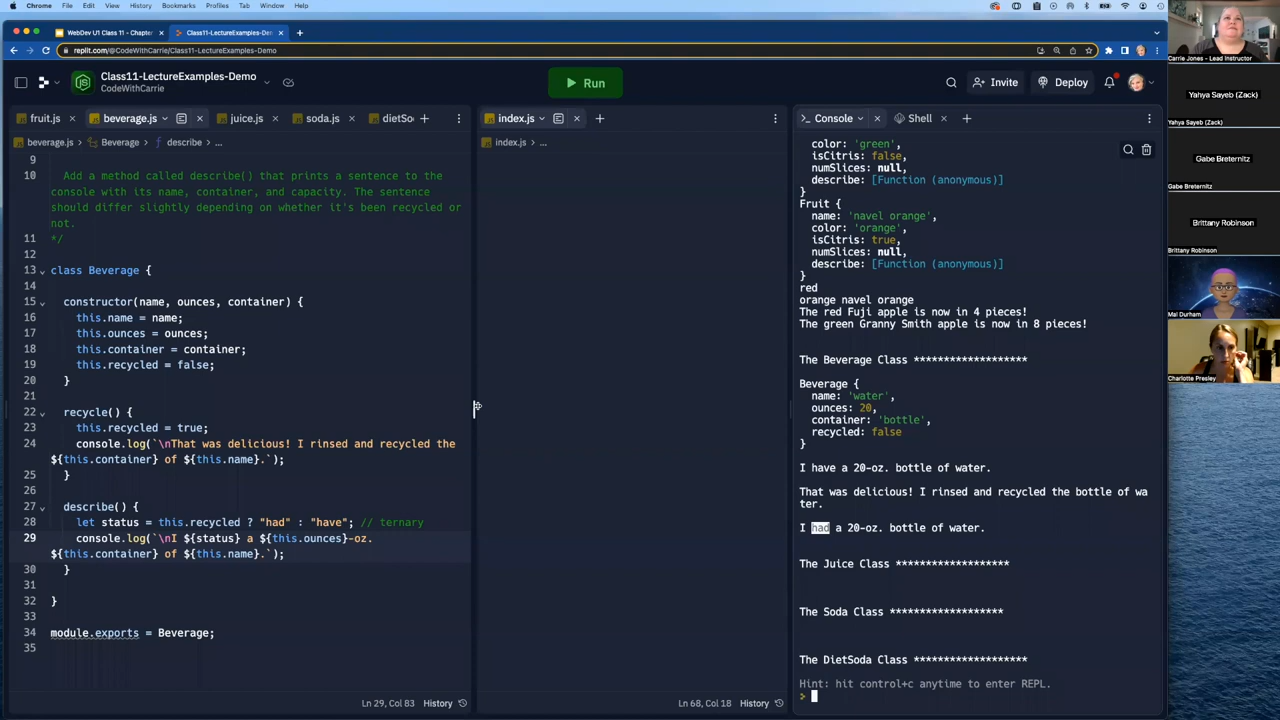 Chrome File Edit View History Bookmarks Profiles Tab Window Help
WebDev U1 Class 11 - Chapter
Class11-LectureExamples-Dem
replit.com/@CodeWithCarrie/Class11-LectureExamples-Demo
Class11-LectureExamples-Demo
CodeWithCarrie
Run
Invite
Deploy
fruit.js
beverage.js
juice.js
soda.js
dietSo
beverage.js Beverage describe ...
9
10 Add a method called describe() that prints a sentence to the
console with its name, container, and capacity. The sentence
should differ slightly depending on whether it's been recycled or
not.
11 */
12
13 class Beverage {
14
15 constructor(name, ounces, container) {
16 this.name = name;
17 this.ounces = ounces;
18 this.container = container;
19 this.recycled = false;
20 }
21
22 recycle() {
23 this.recycled = true;
24 console.log(`\nThat was delicious! I rinsed and recycled the
${this.container} of ${this.name}.`);
25 }
26
27 describe() {
28 let status = this.recycled ? "had" : "have"; // ternary
29 console.log(`\nI ${status} a ${this.ounces}-oz.
${this.container} of ${this.name}.`);
30 }
31
32 }
33
34 module.exports = Beverage;
35
Ln 29, Col 83 History
index.js
index.js ...
Ln 68, Col 18 History
Console
Shell
color: 'green',
isCitris: false,
numSlices: null,
describe: [Function (anonymous)]
}
Fruit {
name: 'navel orange',
color: 'orange',
isCitris: true,
numSlices: null,
describe: [Function (anonymous)]
}
red
orange navel orange
The red Fuji apple is now in 4 pieces!
The green Granny Smith apple is now in 8 pieces!
The Beverage Class *******************
Beverage {
name: 'water',
ounces: 20,
container: 'bottle',
recycled: false
}
I have a 20-oz. bottle of water.
That was delicious! I rinsed and recycled the bottle of wa
ter.
I had a 20-oz. bottle of water.
The Juice Class *******************
The Soda Class *******************
The DietSoda Class *******************
Hint: hit control+c anytime to enter REPL.
>
Carrie Jones - Lead Instructor
Yahya Sayeb (Zack)
Yahya Sayeb (Zack)
Gabe Breternitz
Gabe Breternitz
Brittany Robinson
Brittany Robinson
Mal Durham
Charlotte Presley